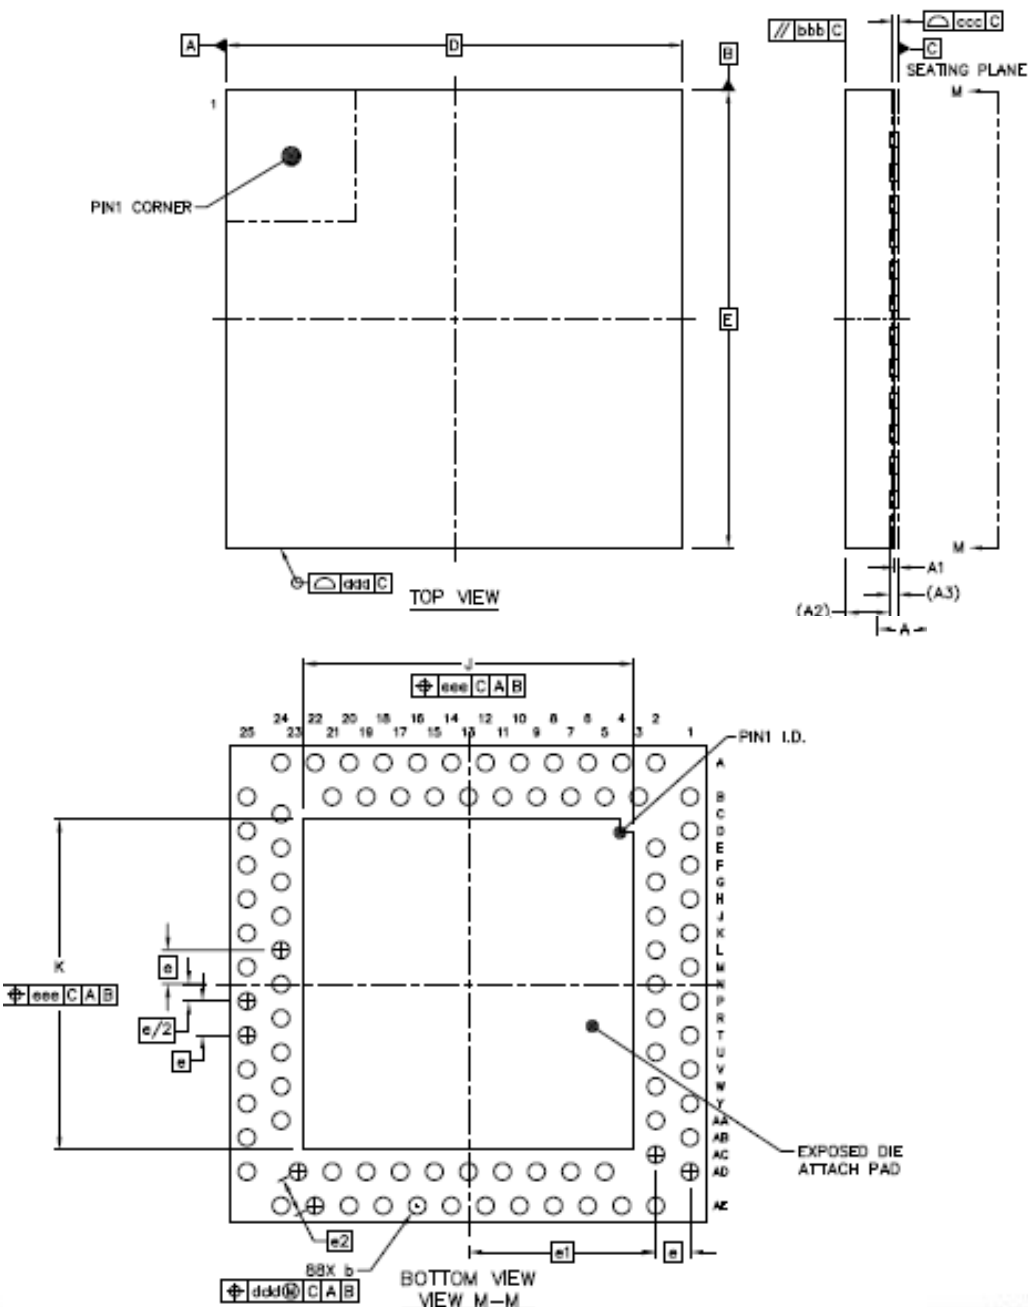 A
D
B
// bbb C
ccc C
C
SEATING PLANE
M
1
PIN1 CORNER
E
M
A1
(A3)
(A2)
A
ddd C
TOP VIEW
J
eee C A B
24 22 20 18 16 14 12 10 8 6 4 2
25 23 21 19 17 15 13 11 9 7 5 3 1
PIN1 I.D.
A
B
C
D
E
F
G
H
J
K
L
M
N
P
R
T
U
V
W
Y
AA
AB
AC
AD
AE
e
K
eee C A B
e/2
e
EXPOSED DIE
ATTACH PAD
e2
e1
e
88X b
ddd M C A B
BOTTOM VIEW
VIEW M-M